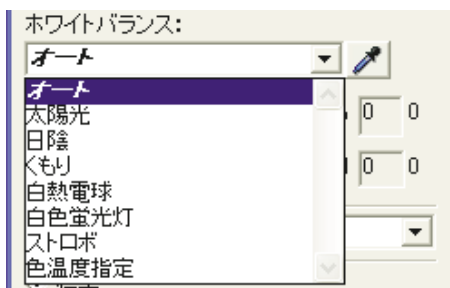 ホワイトバランス:
オート
オート
太陽光
0 0
日陰
くもり
0 0
白熱電球
白色蛍光灯
ストロボ
色温度指定